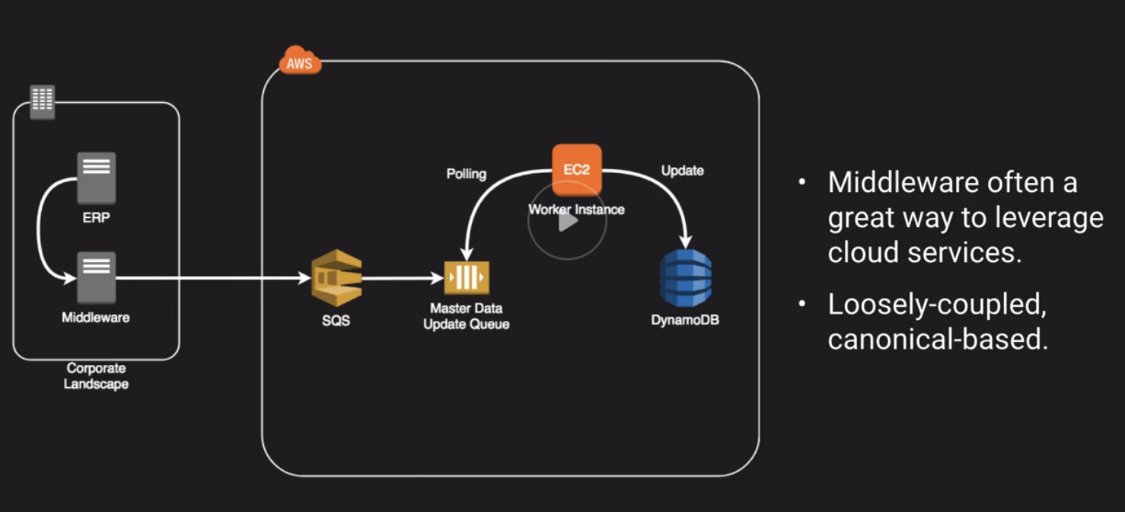 AWS
ERP
Middleware
Corporate
Landscape
SQS
Master Data
Update Queue
Polling
EC2
Worker Instance
Update
DynamoDB
• Middleware often a
great way to leverage
cloud services.
• Loosely-coupled,
canonical-based.